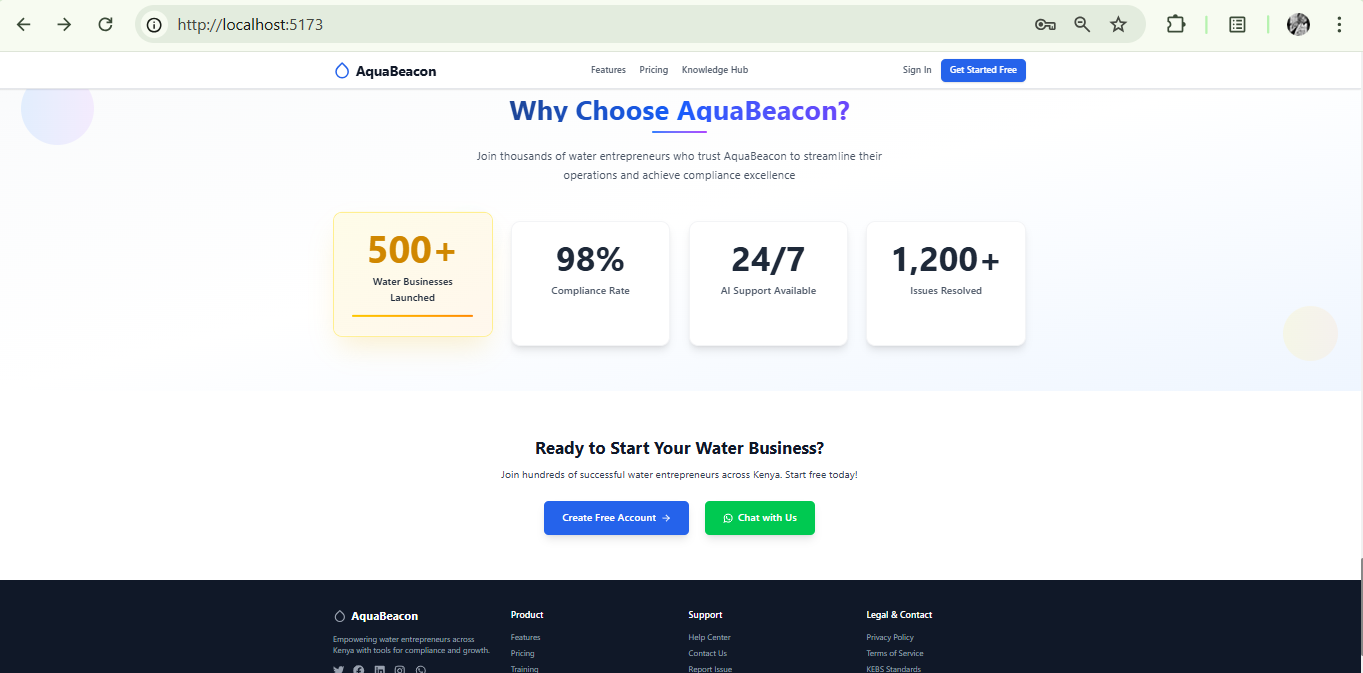 http://localhost:5173
AquaBeacon
Features
Pricing
Knowledge Hub
Sign In
Get Started Free
Why Choose AquaBeacon?
Join thousands of water entrepreneurs who trust AquaBeacon to streamline their
operations and achieve compliance excellence
500+
Water Businesses
Launched
98%
Compliance Rate
24/7
AI Support Available
1,200+
Issues Resolved
Ready to Start Your Water Business?
Join hundreds of successful water entrepreneurs across Kenya. Start free today!
Create Free Account →
Chat with Us
AquaBeacon
Empowering water entrepreneurs across
Kenya with tools for compliance and growth.
Product
Features
Pricing
Training
Support
Help Center
Contact Us
Report Issue
Legal & Contact
Privacy Policy
Terms of Service
KEBS Standards